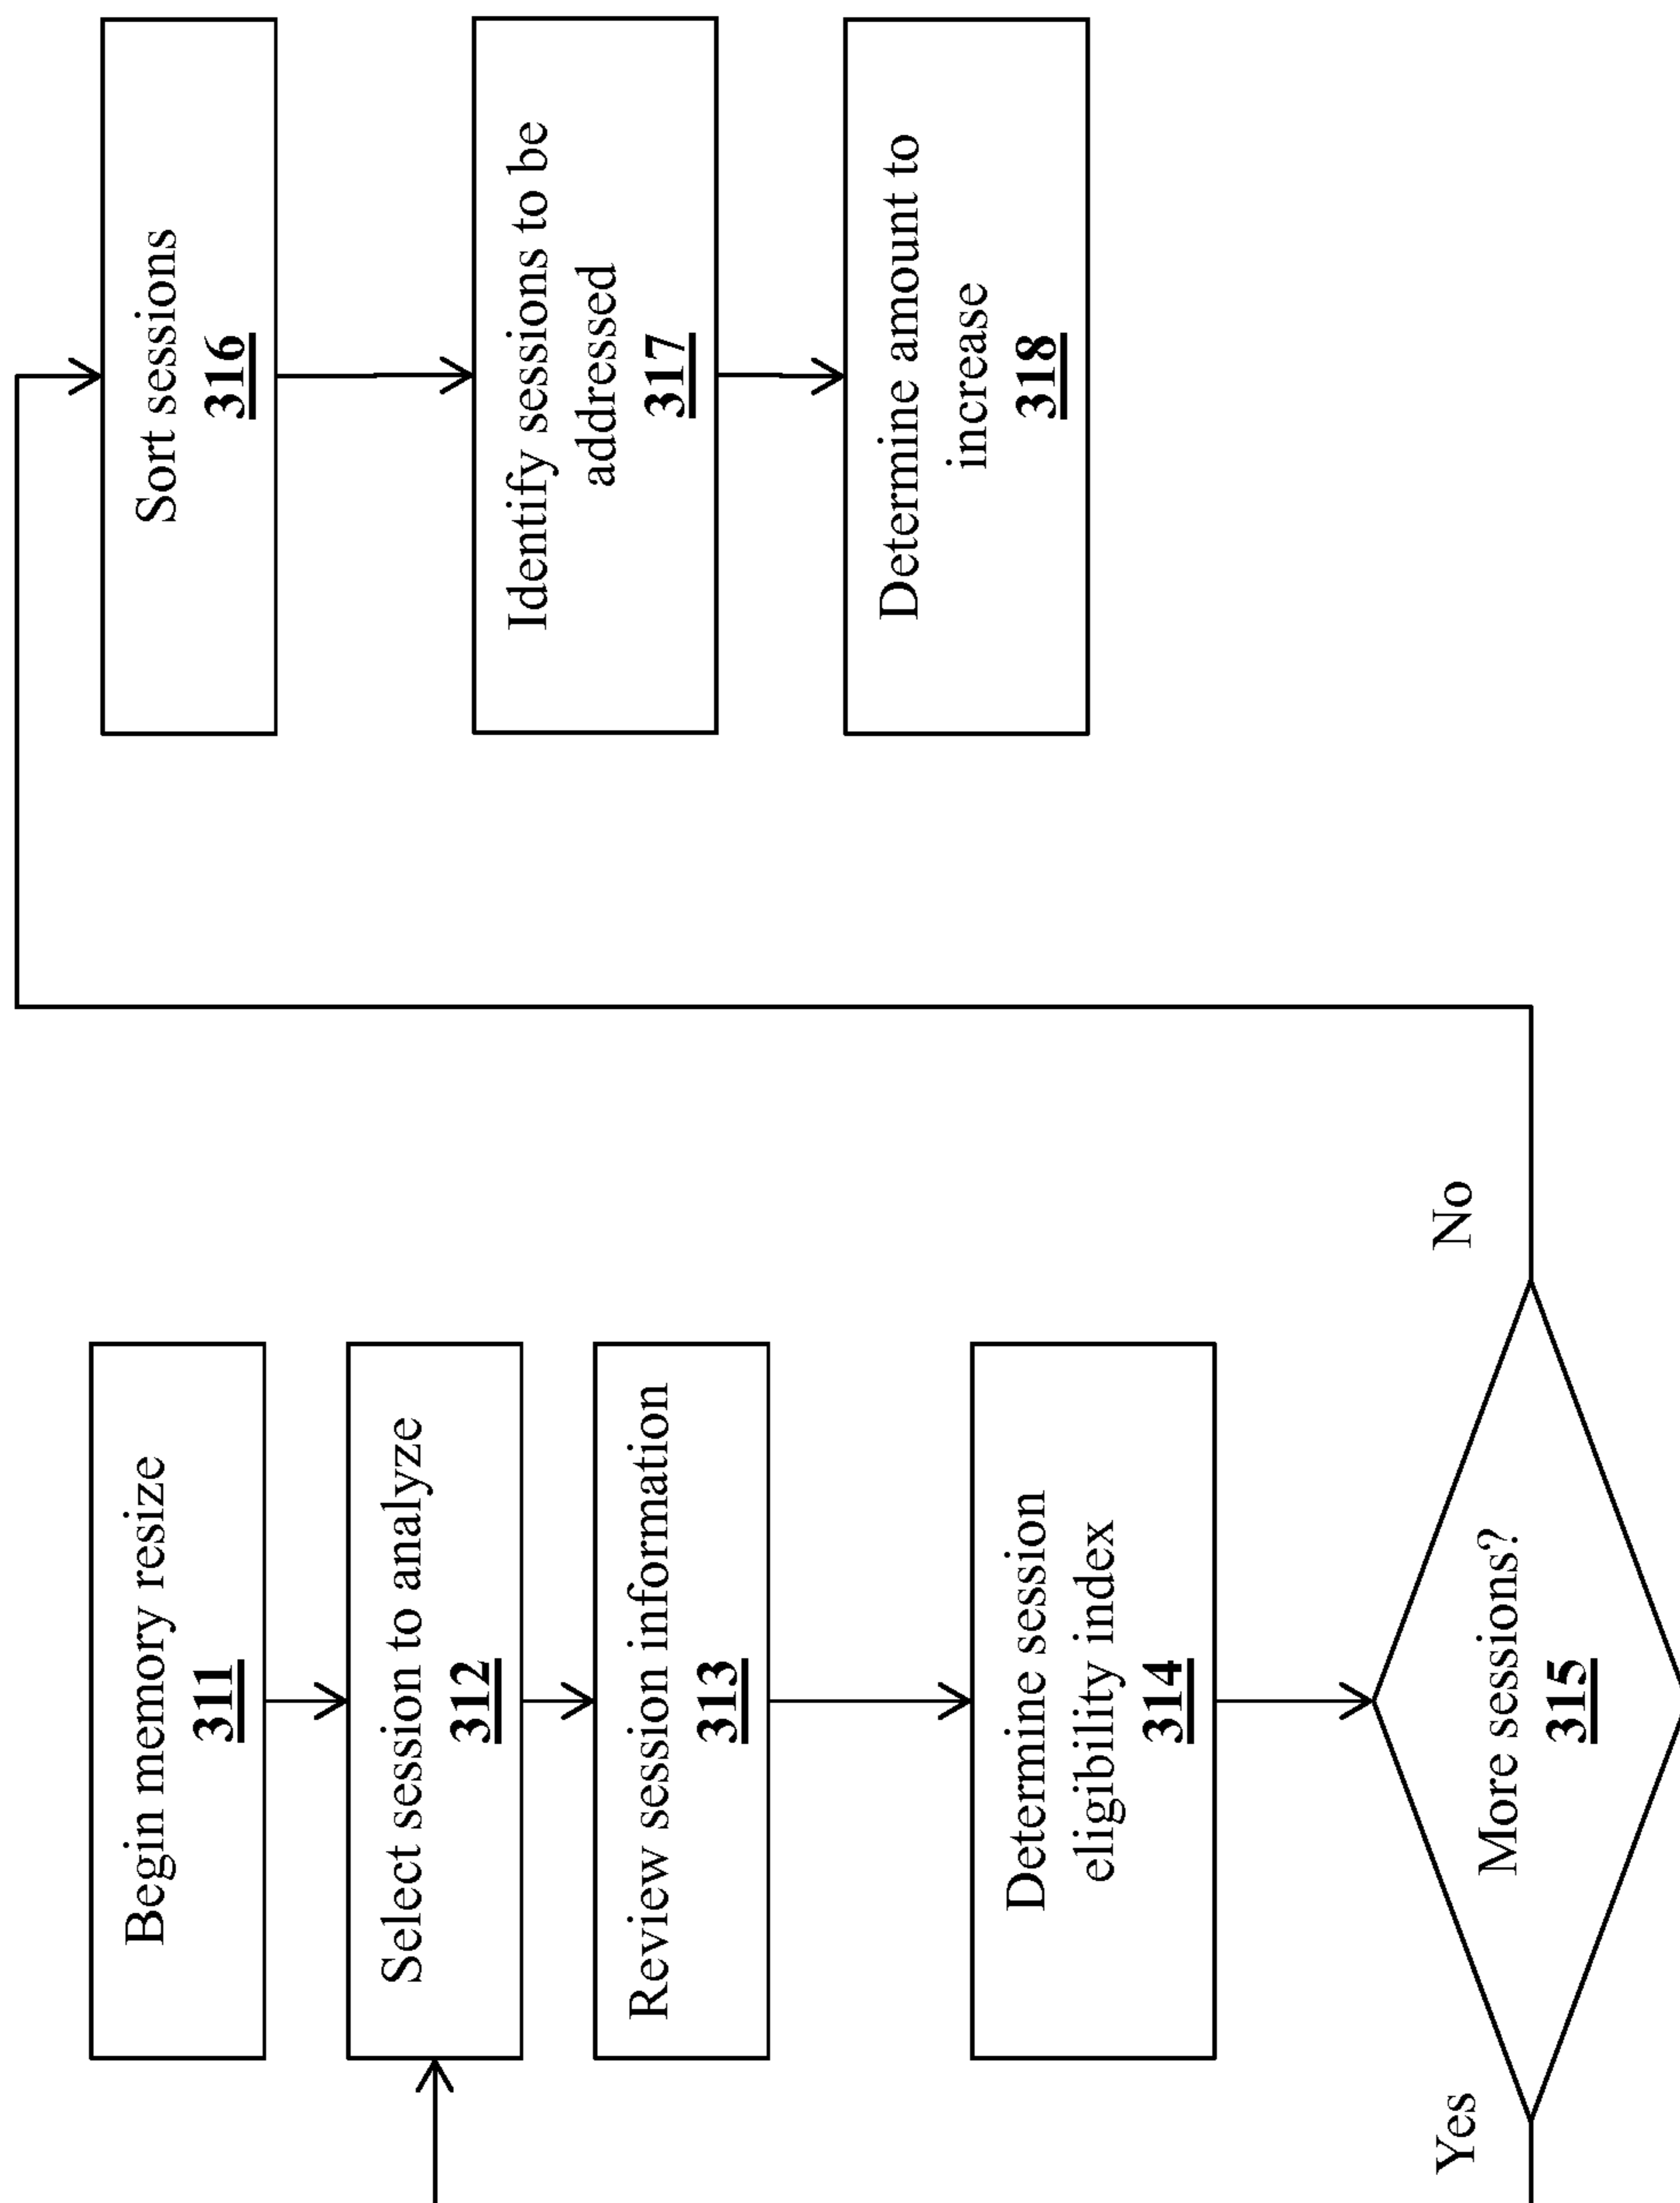 Begin memory resize
311
Select session to analyze
312
Review session information
313
Determine session
eligibility index
314
More sessions?
315
Yes
No
Sort sessions
316
Identify sessions to be
addressed
317
Determine amount to
increase
318